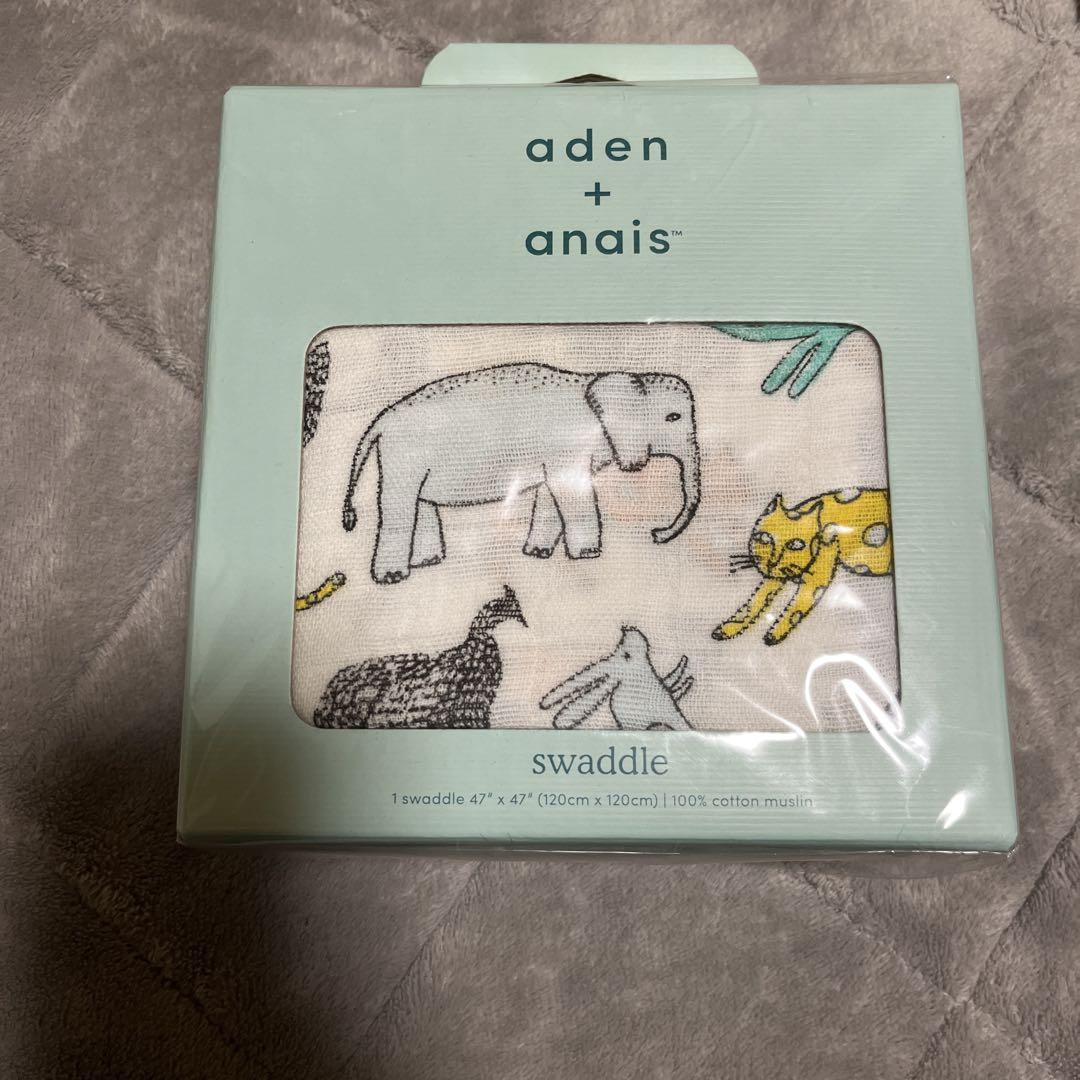 aden
+
anais™
swaddle
1 swaddle 47" x 47" (120cm x 120cm) | 100% cotton muslin